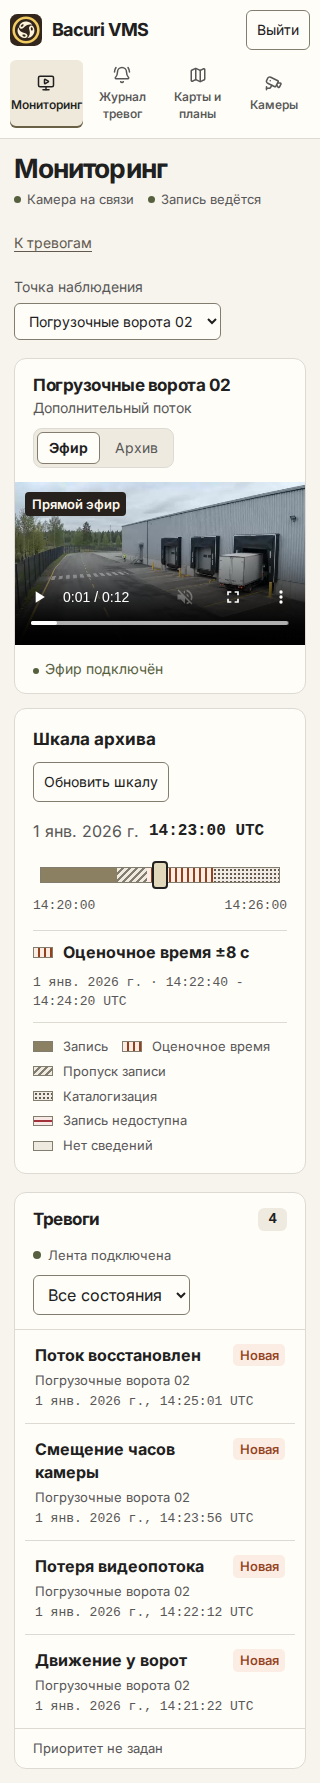 Bacuri VMS
Выйти
Мониторинг
Журнал
тревог
Карты и
планы
Камеры
Мониторинг
Камера на связи
Запись ведётся
К тревогам
Точка наблюдения
Погрузочные ворота 02
Погрузочные ворота 02
Дополнительный поток
Эфир
Архив
Прямой эфир
0:01 / 0:12
Эфир подключён
Шкала архива
Обновить шкалу
1 янв. 2026 г. 14:23:00 UTC
14:20:00
14:26:00
Оценочное время ±8 с
1 янв. 2026 г. · 14:22:40 -
14:24:20 UTC
Запись
Оценочное время
Пропуск записи
Каталогизация
Запись недоступна
Нет сведений
Тревоги
4
Лента подключена
Все состояния
Поток восстановлен
Новая
Погрузочные ворота 02
1 янв. 2026 г., 14:25:01 UTC
Смещение часов
камеры
Новая
Погрузочные ворота 02
1 янв. 2026 г., 14:23:56 UTC
Потеря видеопотока
Новая
Погрузочные ворота 02
1 янв. 2026 г., 14:22:12 UTC
Движение у ворот
Новая
Погрузочные ворота 02
1 янв. 2026 г., 14:21:22 UTC
Приоритет не задан